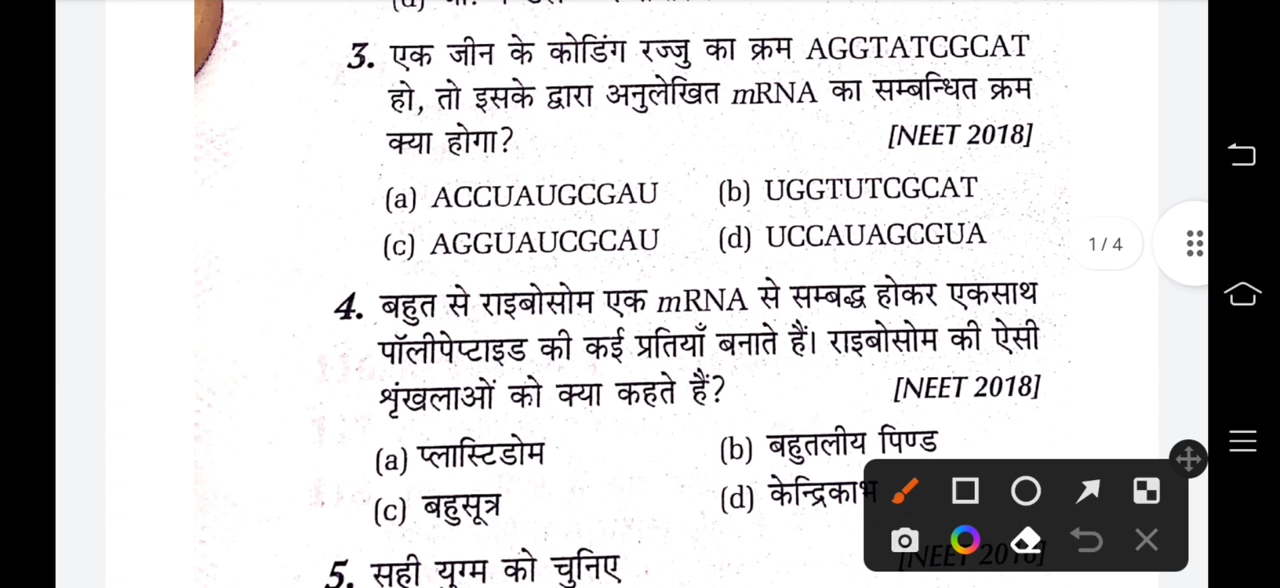 3. एक जीन के कोडिंग रज्जु का क्रम AGGTATCGCAT
हो, तो इसके द्वारा अनुलेखित mRNA का सम्बन्धित क्रम
क्या होगा? [NEET 2018]
(a) ACCUAUGCGAU (b) UGGTUTCGCAT
(c) AGGUAUCGCAU (d) UCCAUAGCGUA
1 / 4
4. बहुत से राइबोसोम एक mRNA से सम्बद्ध होकर एकसाथ
पॉलीपेप्टाइड की कई प्रतियाँ बनाते हैं। राइबोसोम की ऐसी
शृंखलाओं को क्या कहते हैं? [NEET 2018]
(a) प्लास्टिडोम (b) बहुतलीय पिण्ड
(c) बहुसूत्र (d) केन्द्रिकाभ
5. सही युग्म को चुनिए [NEET 2018]